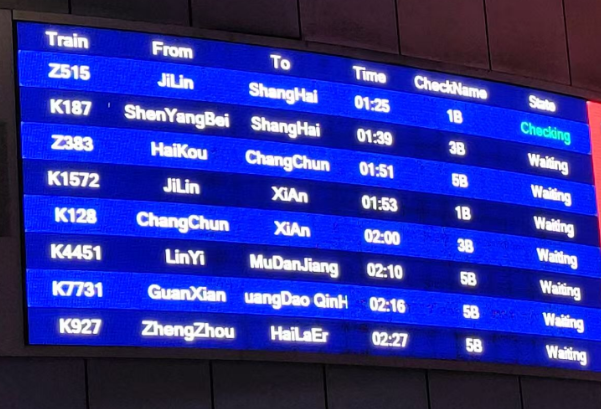 Train From To Time CheckName State
Z515 JiLin ShangHai 01:25 1B Checking
K187 ShenYangBei ShangHai 01:39 3B Waiting
Z383 HaiKou ChangChun 01:51 5B Waiting
K1572 JiLin XiAn 01:53 1B Waiting
K128 ChangChun XiAn 02:00 3B Waiting
K4451 LinYi MuDanJiang 02:10 5B Waiting
K7731 GuanXian uangDao QinH 02:16 5B Waiting
K927 ZhengZhou HaiLaEr 02:27 5B Waiting